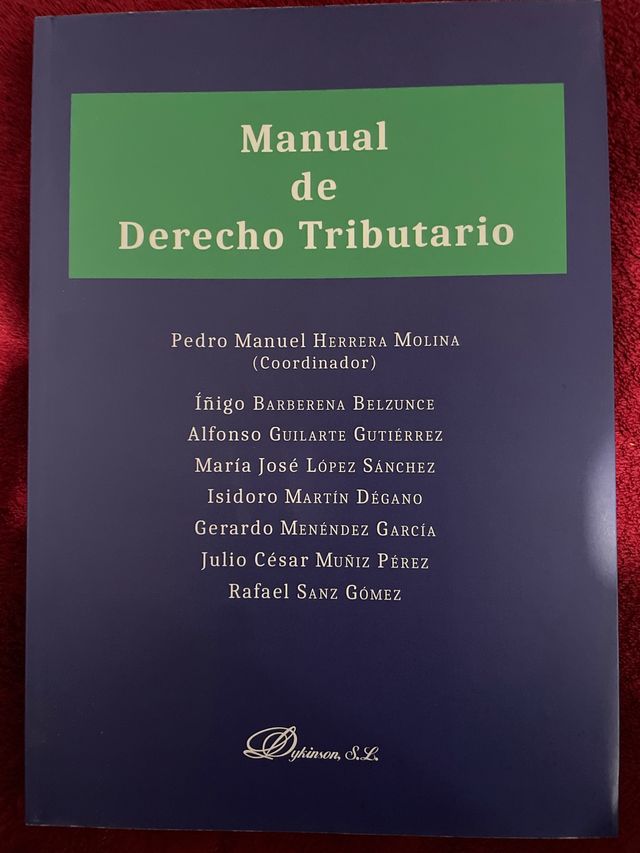 Manual
de
Derecho Tributario
Pedro Manuel HERRERA MOLINA
(Coordinador)
Íñigo BARBERENA BELZUNCE
Alfonso GUILARTE GUTIÉRREZ
María José LÓPEZ SÁNCHEZ
Isidoro MARTÍN DÉGANO
Gerardo MENÉNDEZ GARCÍA
Julio César MUÑIZ PÉREZ
Rafael SANZ GÓMEZ
Dykinson, S.L.